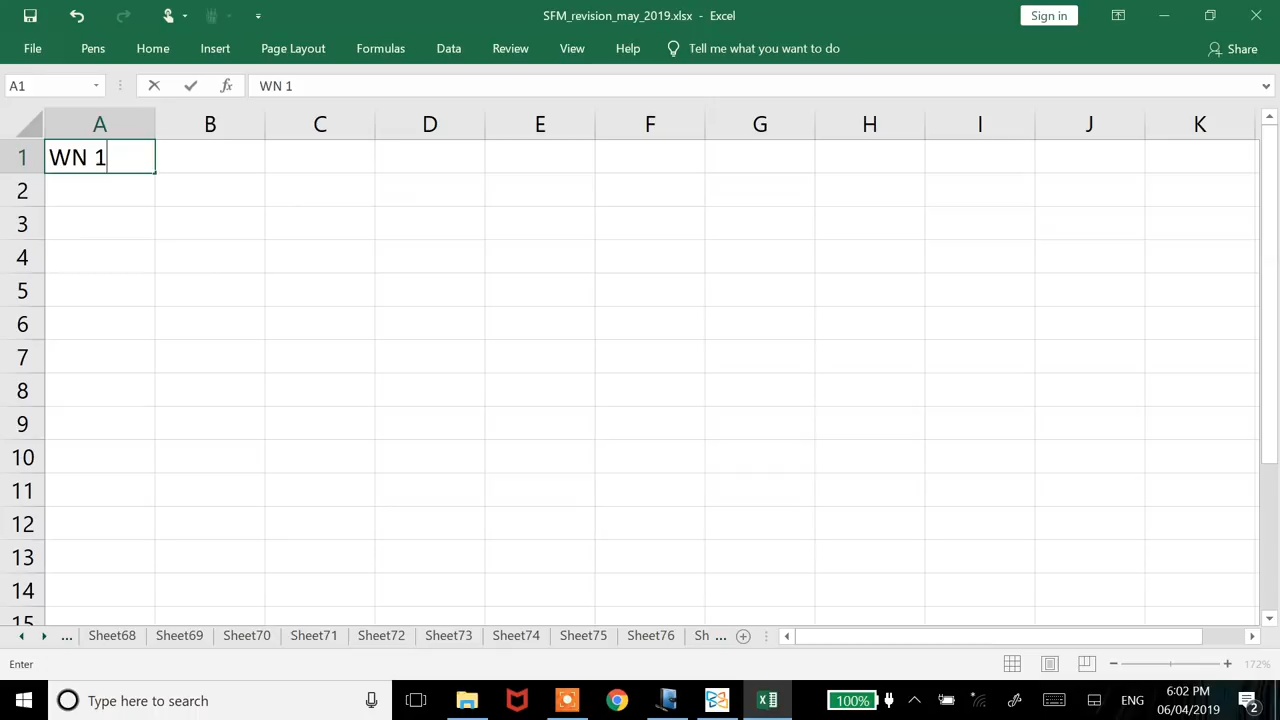 SFM_revision_may_2019.xlsx - Excel
Sign in
File Pens Home Insert Page Layout Formulas Data Review View Help Tell me what you want to do Share
A1 fx WN 1
A B C D E F G H I J K
1 WN 1
2
3
4
5
6
7
8
9
10
11
12
13
14
15
... Sheet68 Sheet69 Sheet70 Sheet71 Sheet72 Sheet73 Sheet74 Sheet75 Sheet76 Sh ...
Enter 172%
Type here to search 100% ENG 6:02 PM
06/04/2019 2